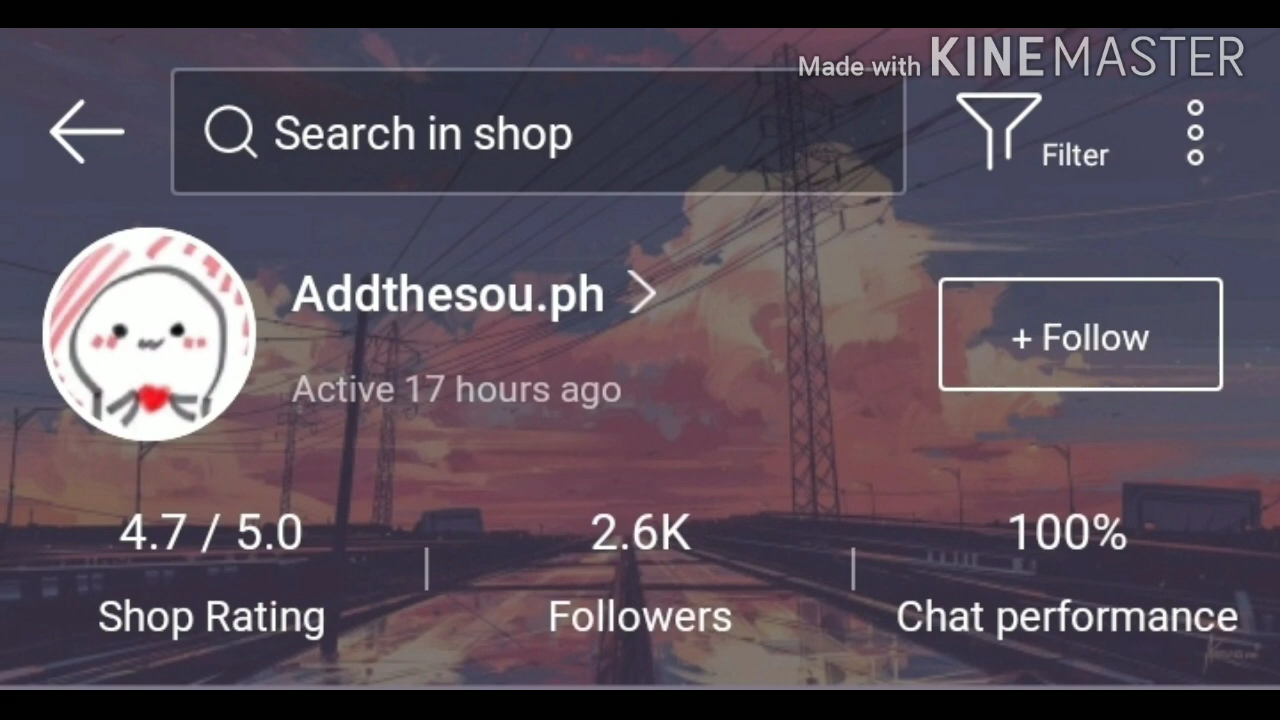 Made with KINEMASTER
Search in shop
Filter
Addthesou.ph
+ Follow
Active 17 hours ago
4.7 / 5.0
2.6K
100%
Shop Rating
Followers
Chat performance